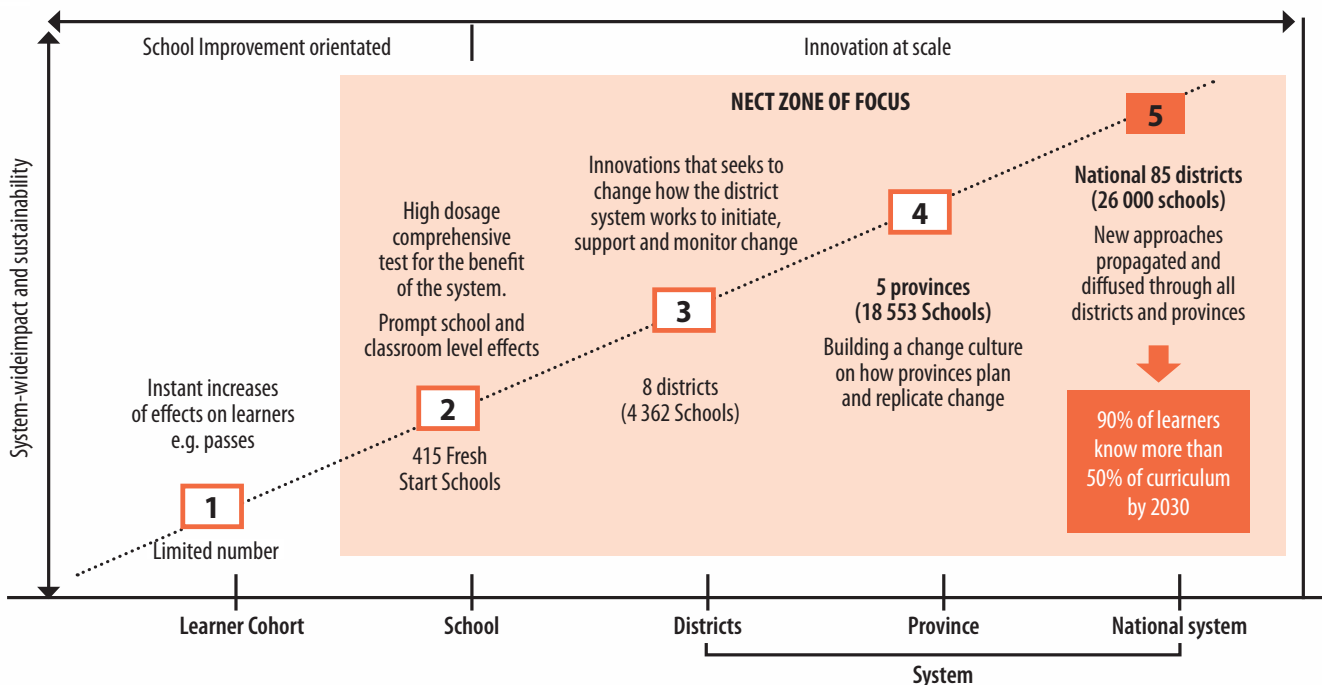 School Improvement orientated
Innovation at scale
NECT ZONE OF FOCUS
System-wideimpact and sustainability
1
Instant increases
of effects on learners
e.g. passes
Limited number
2
High dosage
comprehensive
test for the benefit
of the system.
Prompt school and
classroom level effects
415 Fresh
Start Schools
3
Innovations that seeks to
change how the district
system works to initiate,
support and monitor change
8 districts
(4 362 Schools)
4
5 provinces
(18 553 Schools)
Building a change culture
on how provinces plan
and replicate change
5
National 85 districts
(26 000 schools)
New approaches
propagated and
diffused through all
districts and provinces
90% of learners
know more than
50% of curriculum
by 2030
Learner Cohort
School
Districts
Province
National system
System